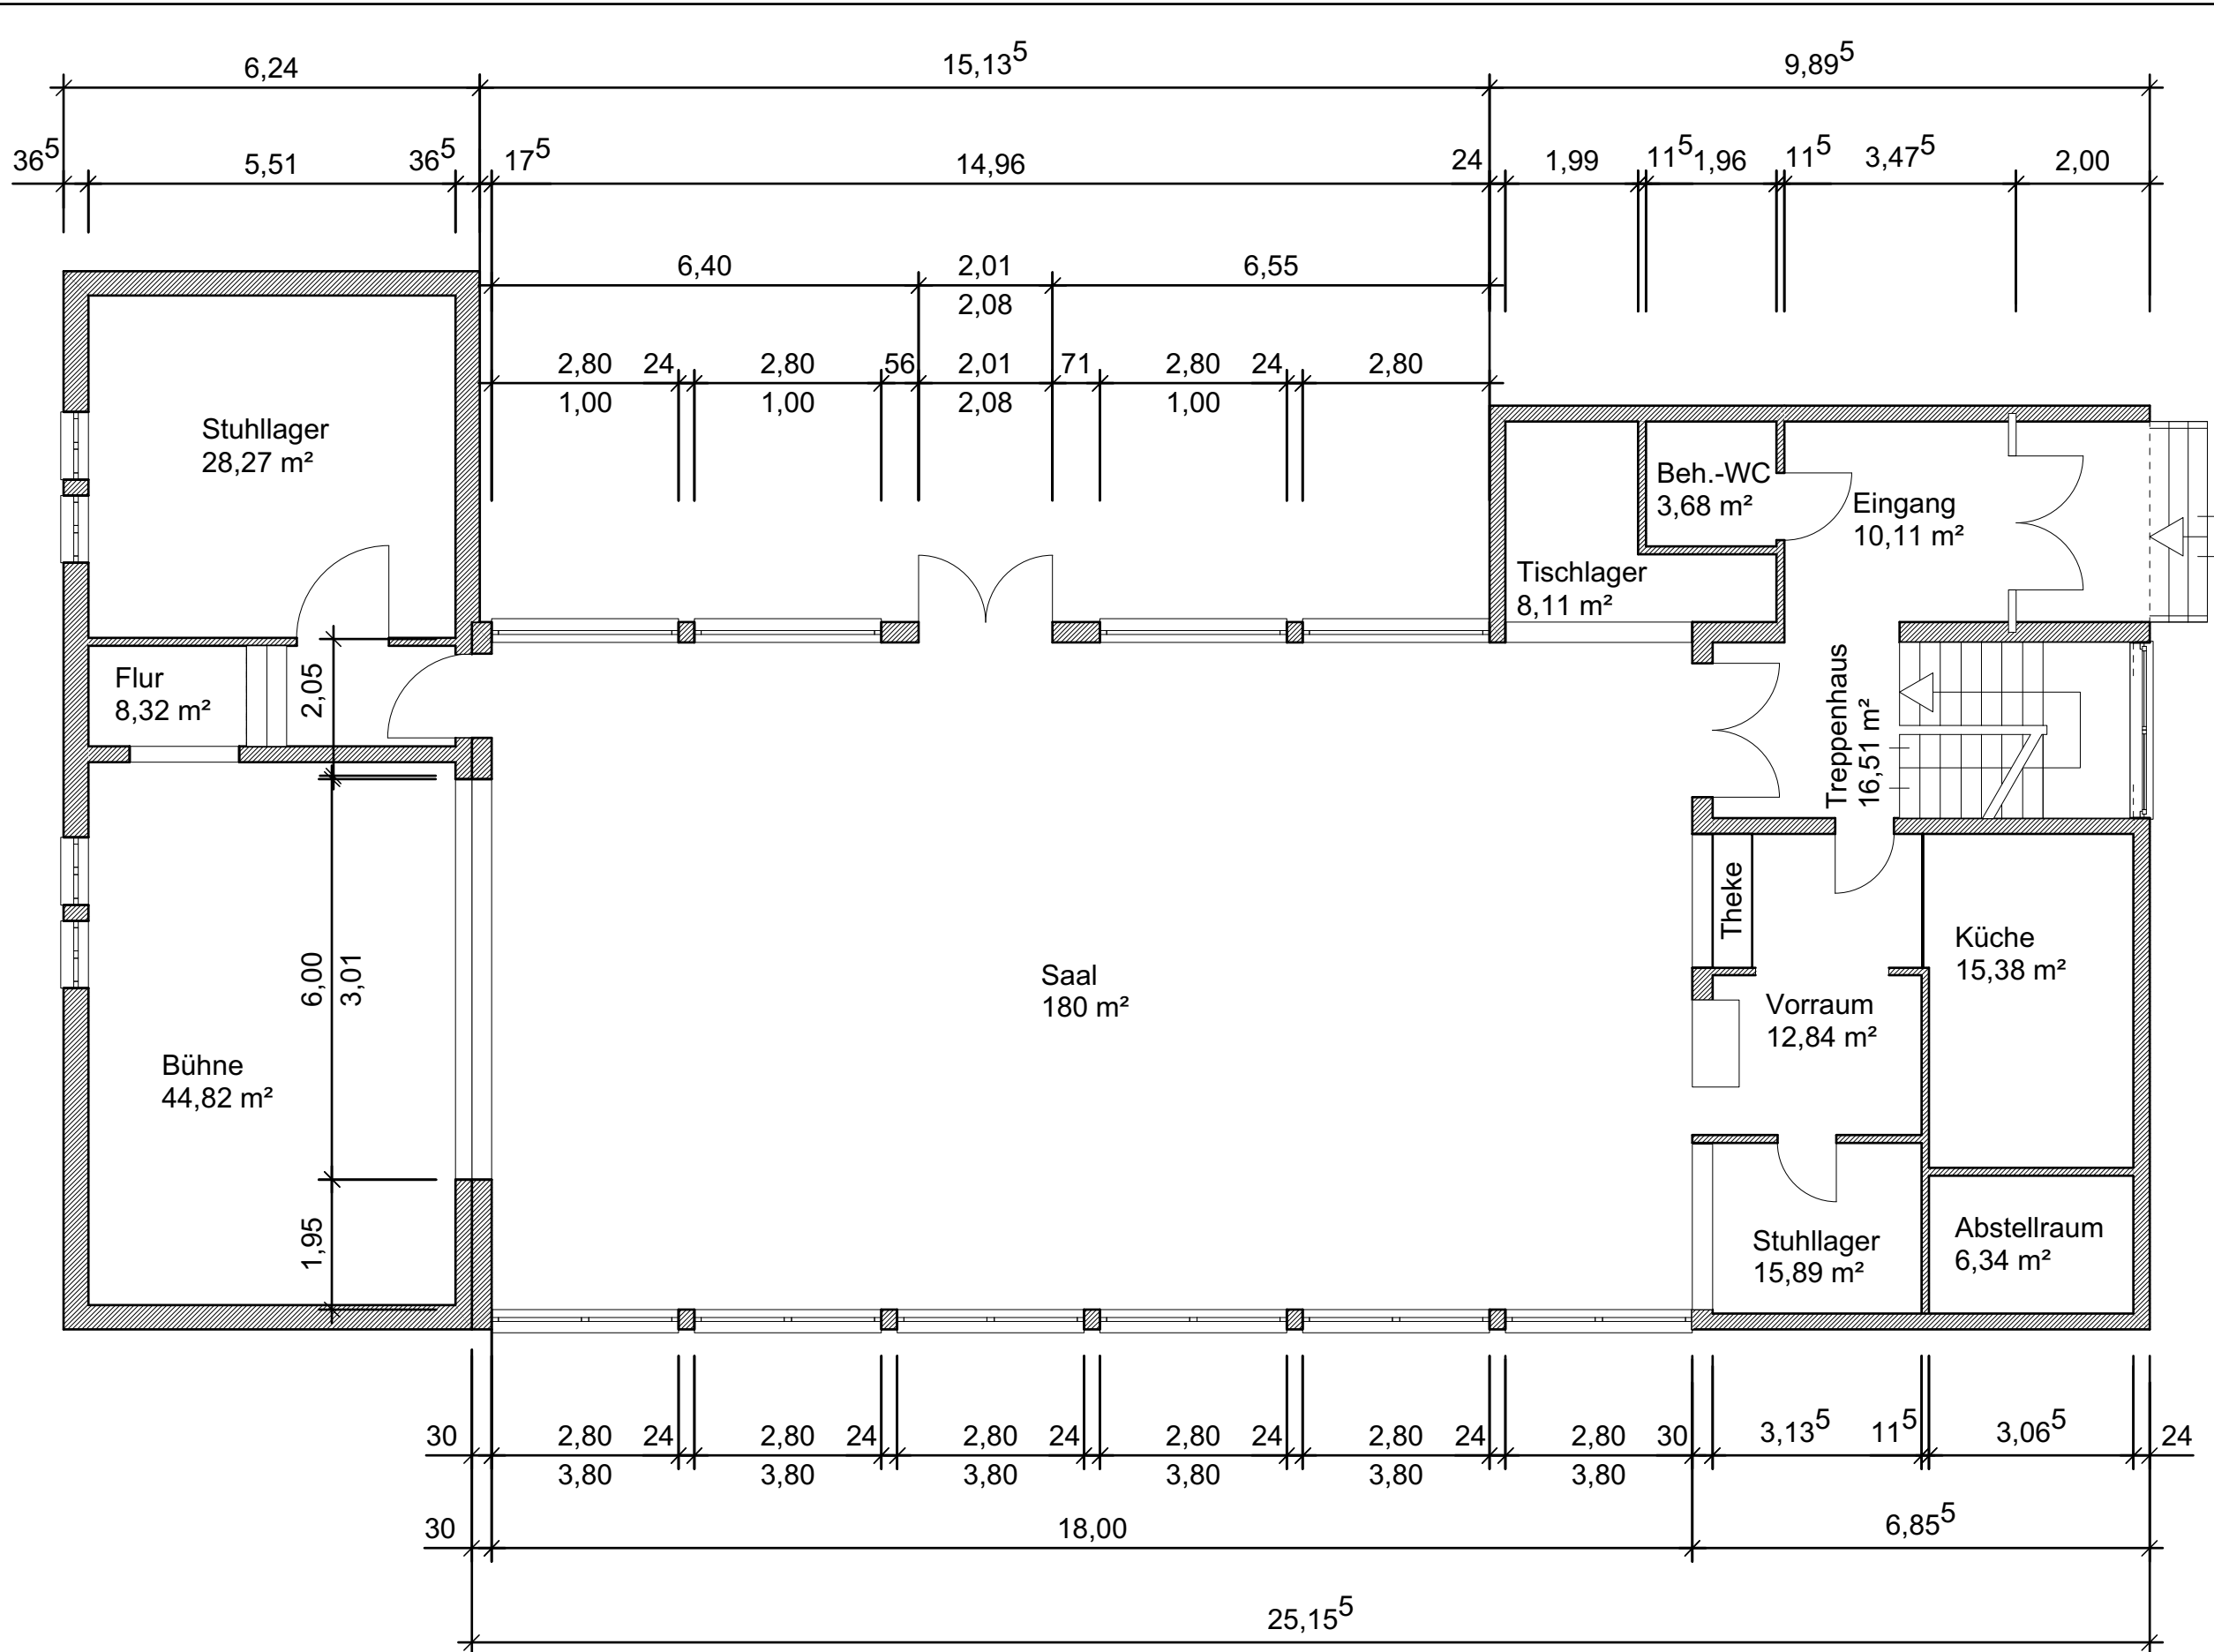 6,24 15,13⁵ 9,89⁵
36⁵ 5,51 36⁵ 17⁵ 14,96 24 1,99 11⁵ 1,96 11⁵ 3,47⁵ 2,00
6,40 2,01 6,55
2,08
2,80 24 2,80 56 2,01 71 2,80 24 2,80
1,00 1,00 2,08 1,00
Stuhllager
28,27 m²
Beh.-WC
3,68 m²
Eingang
10,11 m²
Tischlager
8,11 m²
Flur
8,32 m²
2,05
Treppenhaus
16,51 m²
Theke
Küche
15,38 m²
6,00
3,01
Saal
180 m²
Vorraum
12,84 m²
Bühne
44,82 m²
1,95
Stuhllager
15,89 m²
Abstellraum
6,34 m²
30 2,80 24 2,80 24 2,80 24 2,80 24 2,80 24 2,80 30 3,13⁵ 11⁵ 3,06⁵ 24
3,80 3,80 3,80 3,80 3,80 3,80
30 18,00 6,85⁵
25,15⁵